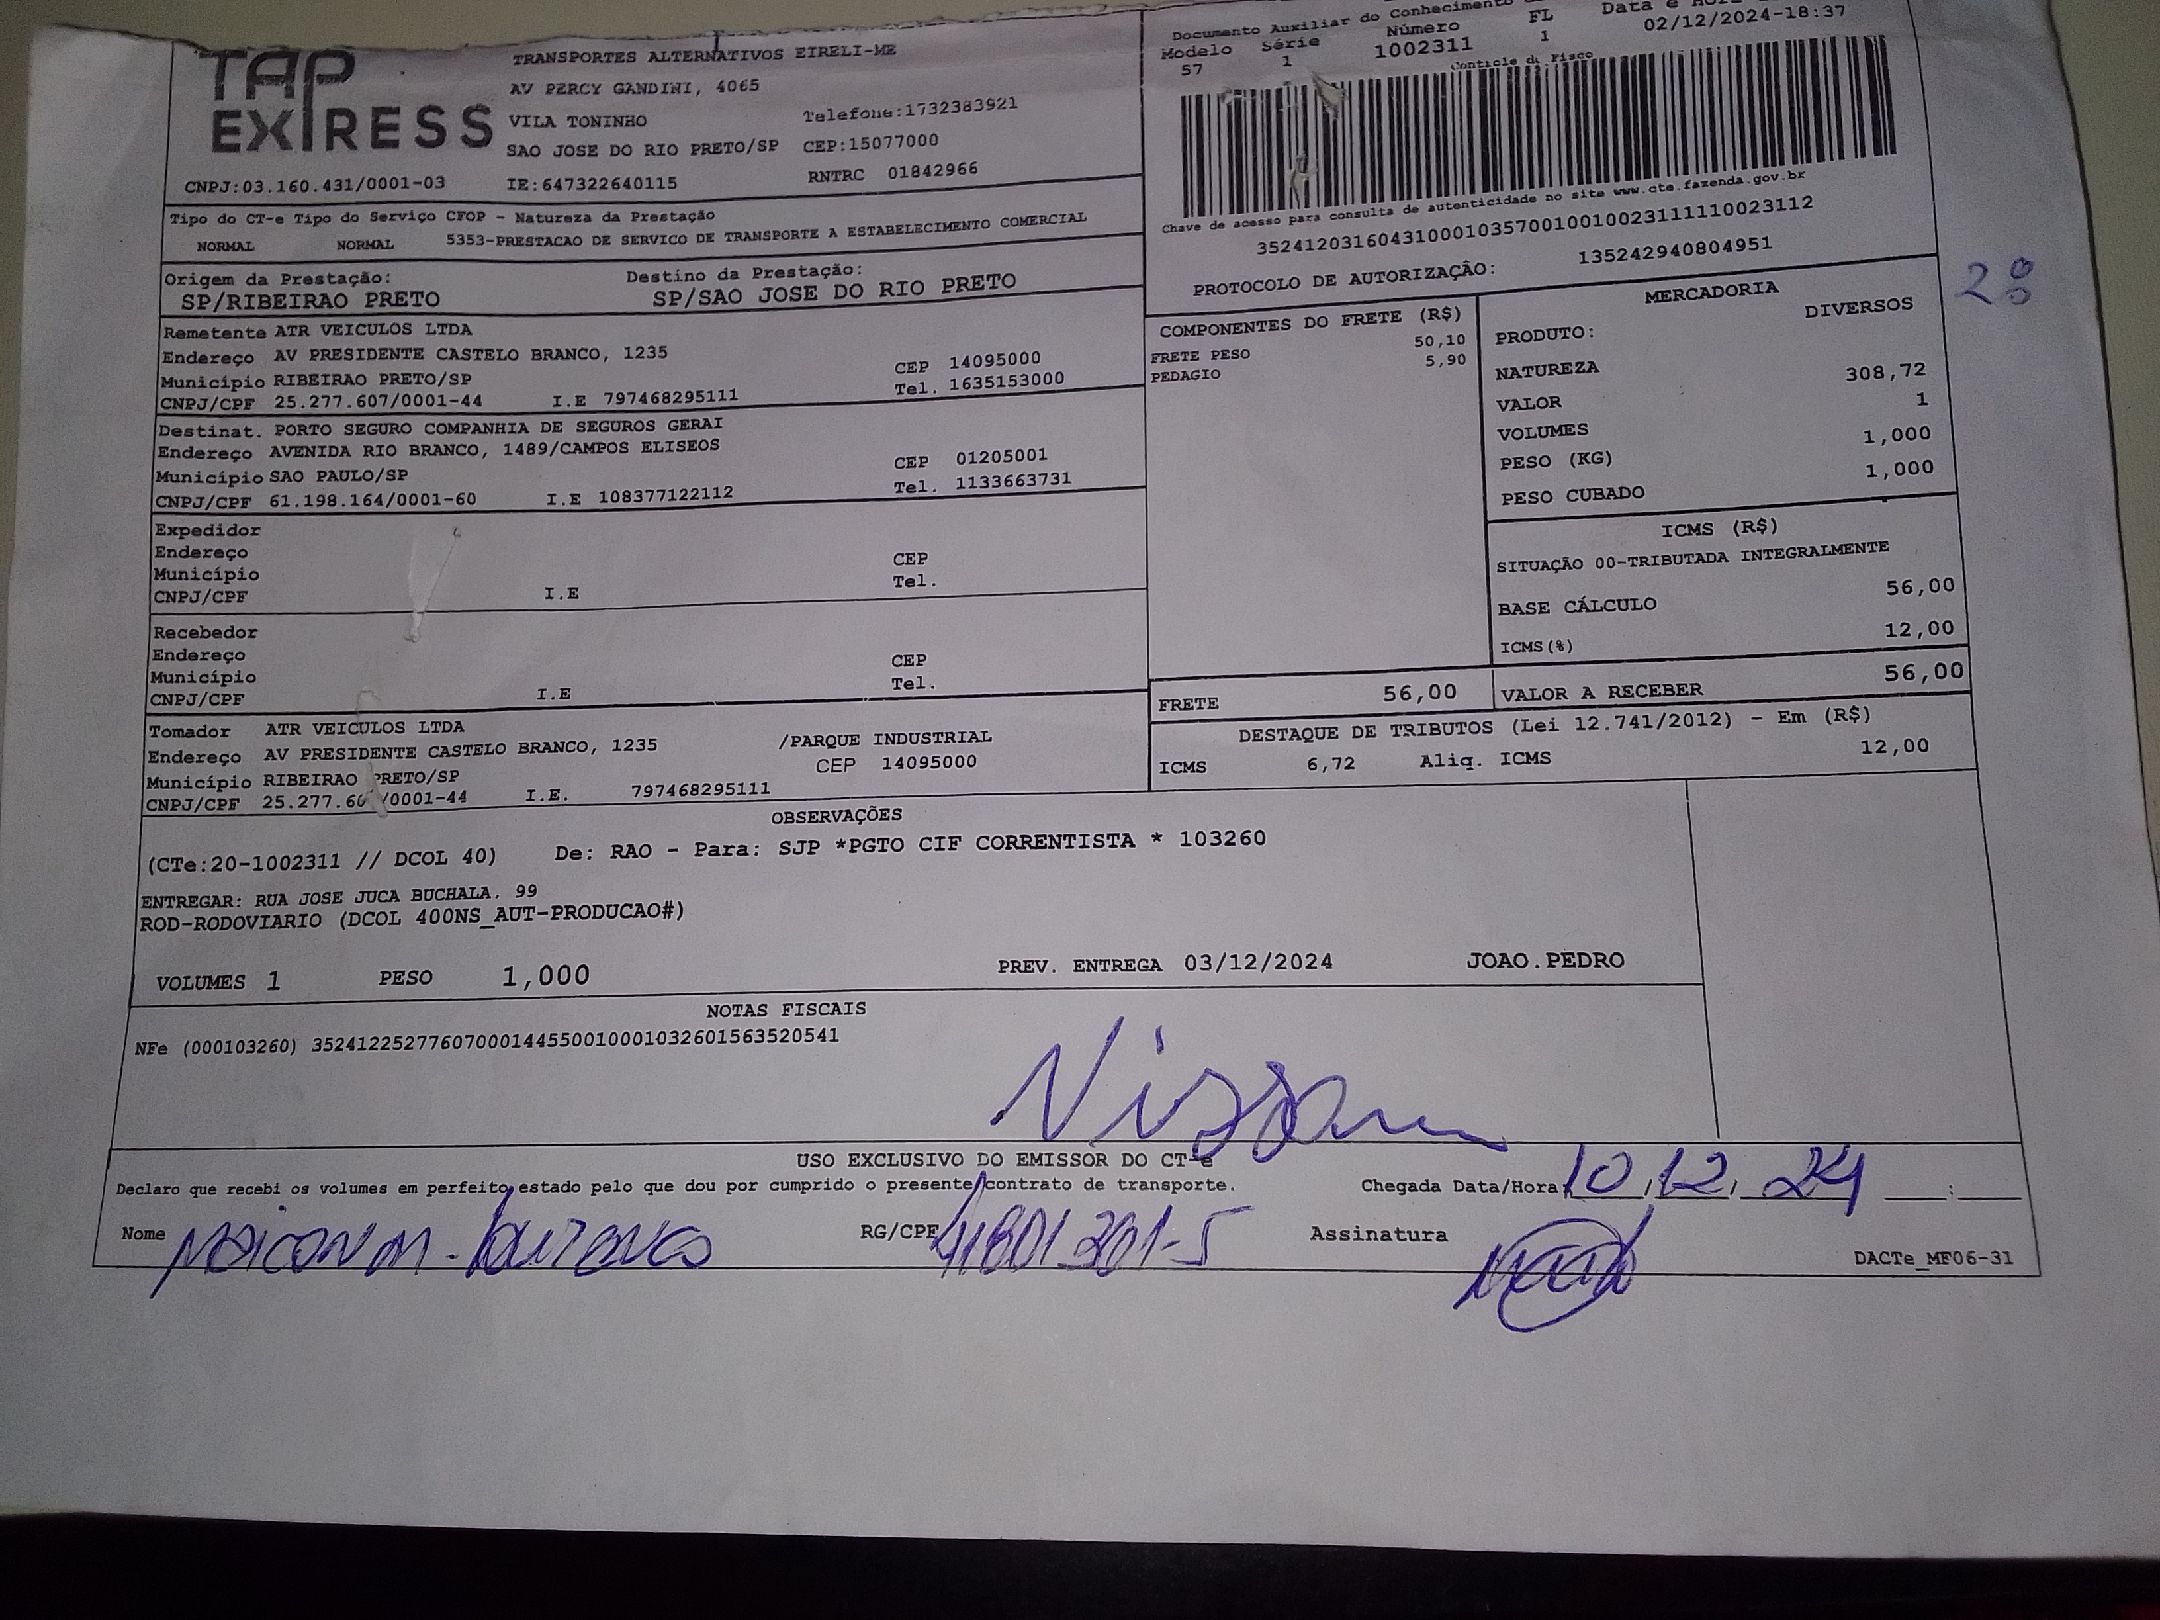 TAP EXPRESS
TRANSPORTES ALTERNATIVOS EIRELI-ME
AV PERCY GANDINI, 4065
VILA TONINHO Telefone:1732383921
SAO JOSE DO RIO PRETO/SP CEP:15077000
CNPJ:03.160.431/0001-03 IE:647322640115 RNTRC 01842966
Documento Auxiliar do Conhecimento
Modelo Série Número FL Data e
57 1 1002311 1 02/12/2024-18:37
Controle do Fisco
Chave de acesso para consulta de autenticidade no site www.cte.fazenda.gov.br
35241203160431000103570010010023111110023112
PROTOCOLO DE AUTORIZAÇÃO: 135242940804951
Tipo do CT-e Tipo do Serviço CFOP - Natureza da Prestação
NORMAL NORMAL 5353-PRESTACAO DE SERVICO DE TRANSPORTE A ESTABELECIMENTO COMERCIAL
Origem da Prestação: Destino da Prestação:
SP/RIBEIRAO PRETO SP/SAO JOSE DO RIO PRETO
Remetente ATR VEICULOS LTDA
Endereço AV PRESIDENTE CASTELO BRANCO, 1235 CEP 14095000
Município RIBEIRAO PRETO/SP Tel. 1635153000
CNPJ/CPF 25.277.607/0001-44 I.E 797468295111
Destinat. PORTO SEGURO COMPANHIA DE SEGUROS GERAI
Endereço AVENIDA RIO BRANCO, 1489/CAMPOS ELISEOS CEP 01205001
Município SAO PAULO/SP Tel. 1133663731
CNPJ/CPF 61.198.164/0001-60 I.E 108377122112
Expedidor
Endereço CEP
Município Tel.
CNPJ/CPF I.E
Recebedor
Endereço CEP
Município Tel.
CNPJ/CPF I.E
Tomador ATR VEICULOS LTDA
Endereço AV PRESIDENTE CASTELO BRANCO, 1235 /PARQUE INDUSTRIAL
Município RIBEIRAO PRETO/SP CEP 14095000
CNPJ/CPF 25.277.607/0001-44 I.E. 797468295111
COMPONENTES DO FRETE (R$)
FRETE PESO 50,10
PEDAGIO 5,90
28
MERCADORIA
PRODUTO: DIVERSOS
NATUREZA
VALOR 308,72
VOLUMES 1
PESO (KG) 1,000
PESO CUBADO 1,000
ICMS (R$)
SITUAÇÃO 00-TRIBUTADA INTEGRALMENTE
BASE CÁLCULO 56,00
ICMS(%) 12,00
FRETE 56,00 VALOR A RECEBER 56,00
DESTAQUE DE TRIBUTOS (Lei 12.741/2012) - Em (R$)
ICMS 6,72 Aliq. ICMS 12,00
OBSERVAÇÕES
(CTe:20-1002311 // DCOL 40) De: RAO - Para: SJP *PGTO CIF CORRENTISTA * 103260
ENTREGAR: RUA JOSE JUCA BUCHALA, 99
ROD-RODOVIARIO (DCOL 400NS_AUT-PRODUCAO#)
VOLUMES 1 PESO 1,000 PREV. ENTREGA 03/12/2024 JOAO.PEDRO
NOTAS FISCAIS
NFe (000103260) 35241225277607000144550010001032601563520541
Nissan
USO EXCLUSIVO DO EMISSOR DO CT-e
Declaro que recebi os volumes em perfeito estado pelo que dou por cumprido o presente contrato de transporte. Chegada Data/Hora 10,12,24 :
Nome Maicon M. Lourenço RG/CPF 41801201-5 Assinatura
DACTe_MF06-31